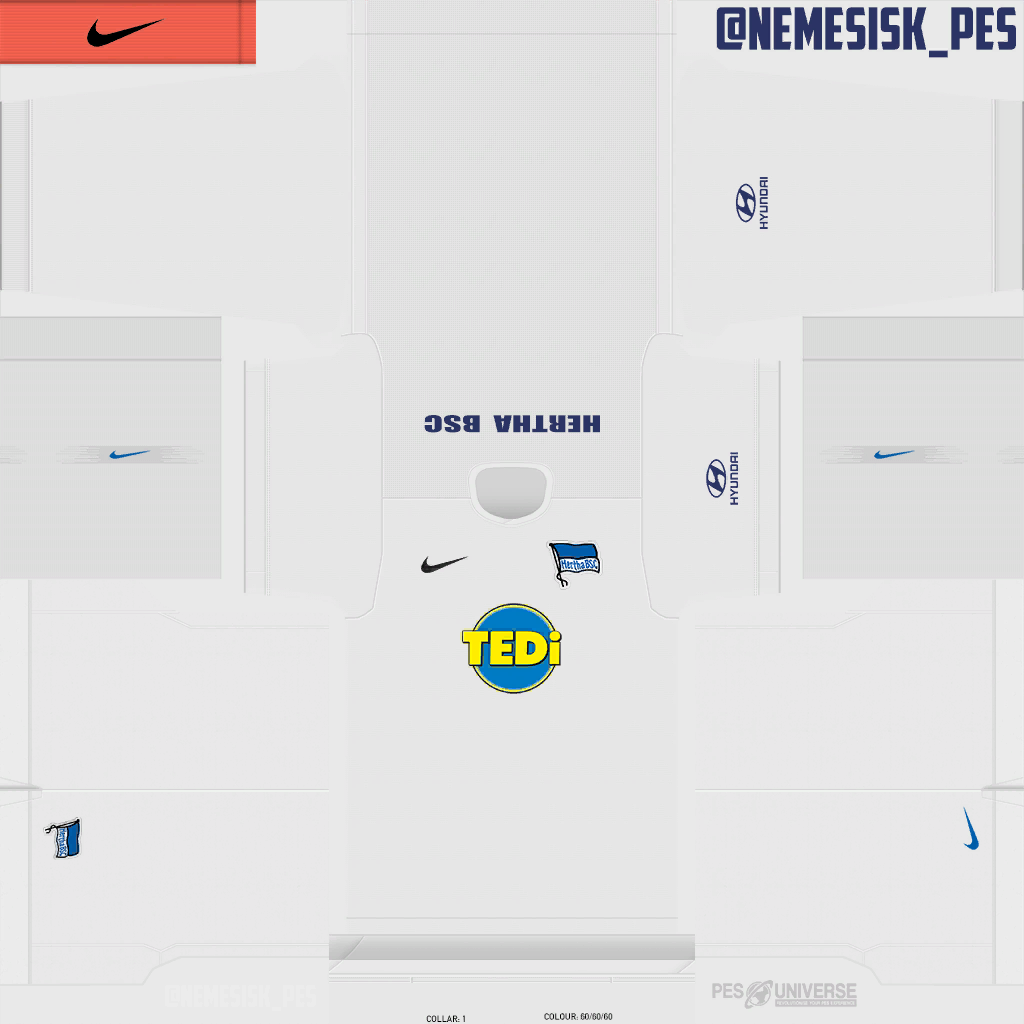 @NEMESISK_PES
HYUNDAI
HERTHA BSC
HYUNDAI
Hertha BSC
TEDi
Hertha BSC
@NEMESISK_PES
PES UNIVERSE
COLLAR: 1
COLOUR: 60/60/60